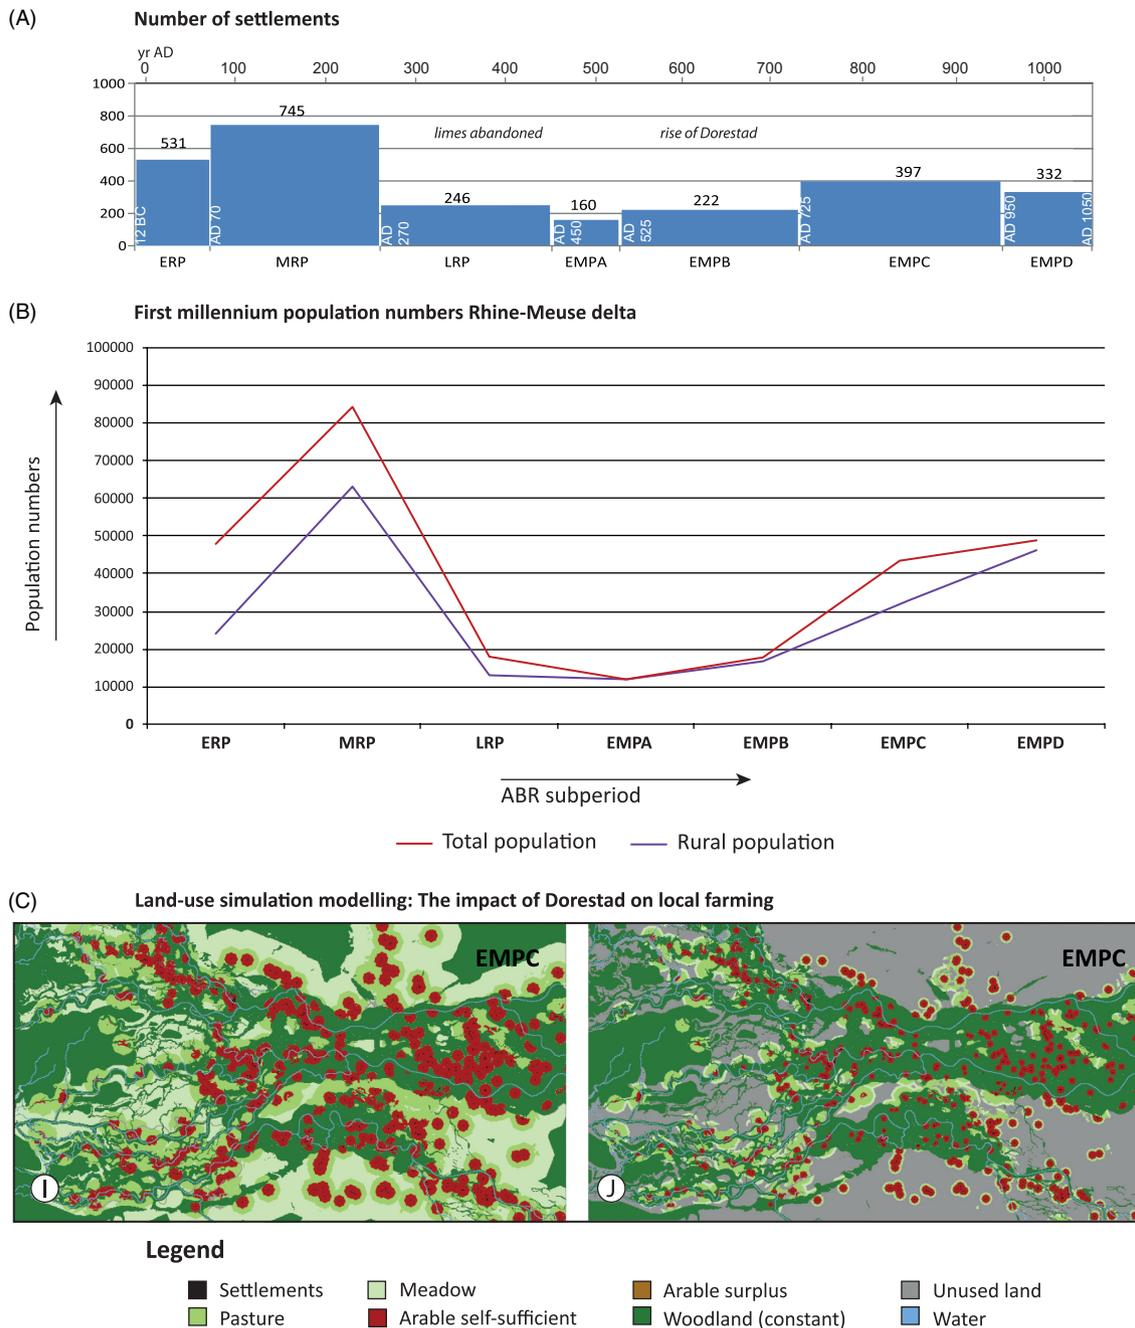 (A) Number of settlements
yr AD
0 100 200 300 400 500 600 700 800 900 1000
1000
800
600
400
200
0
531
745
246
160
222
397
332
limes abandoned
rise of Dorestad
12 BC
AD 70
AD 270
AD 450
AD 525
AD 725
AD 950
AD 1050
ERP MRP LRP EMPA EMPB EMPC EMPD
(B) First millennium population numbers Rhine-Meuse delta
Population numbers
100000
90000
80000
70000
60000
50000
40000
30000
20000
10000
0
ERP MRP LRP EMPA EMPB EMPC EMPD
ABR subperiod
Total population Rural population
(C) Land-use simulation modelling: The impact of Dorestad on local farming
EMPC
I
EMPC
J
Legend
Settlements Meadow Arable surplus Unused land
Pasture Arable self-sufficient Woodland (constant) Water